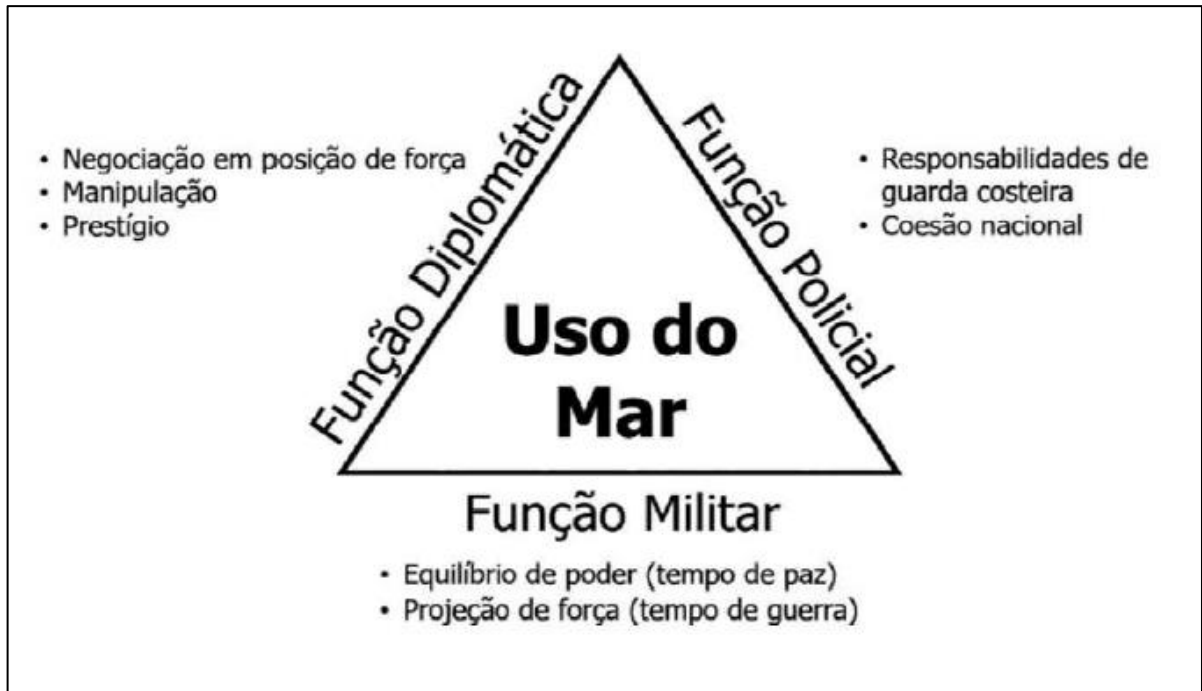 Função Diplomática
• Negociação em posição de força
• Manipulação
• Prestígio
Função Policial
• Responsabilidades de
guarda costeira
• Coesão nacional
Uso do
Mar
Função Militar
• Equilíbrio de poder (tempo de paz)
• Projeção de força (tempo de guerra)